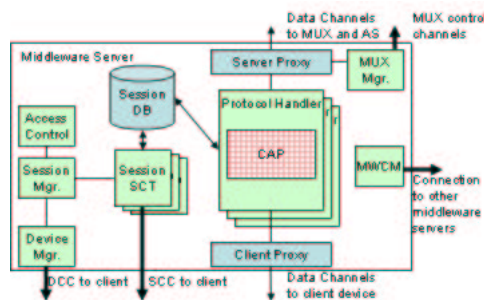 Data Channels
to MUX and AS
MUX control
channels
Middleware Server
Server Proxy
MUX
Mgr.
Session
DB
Protocol Handler
r
r
Access
Control
CAP
Session
Mgr.
Session
SCT
MWCM
Connection
to other
middleware
servers
Device
Mgr.
Client Proxy
DCC to client
SCC to client
Data Channels
to client device